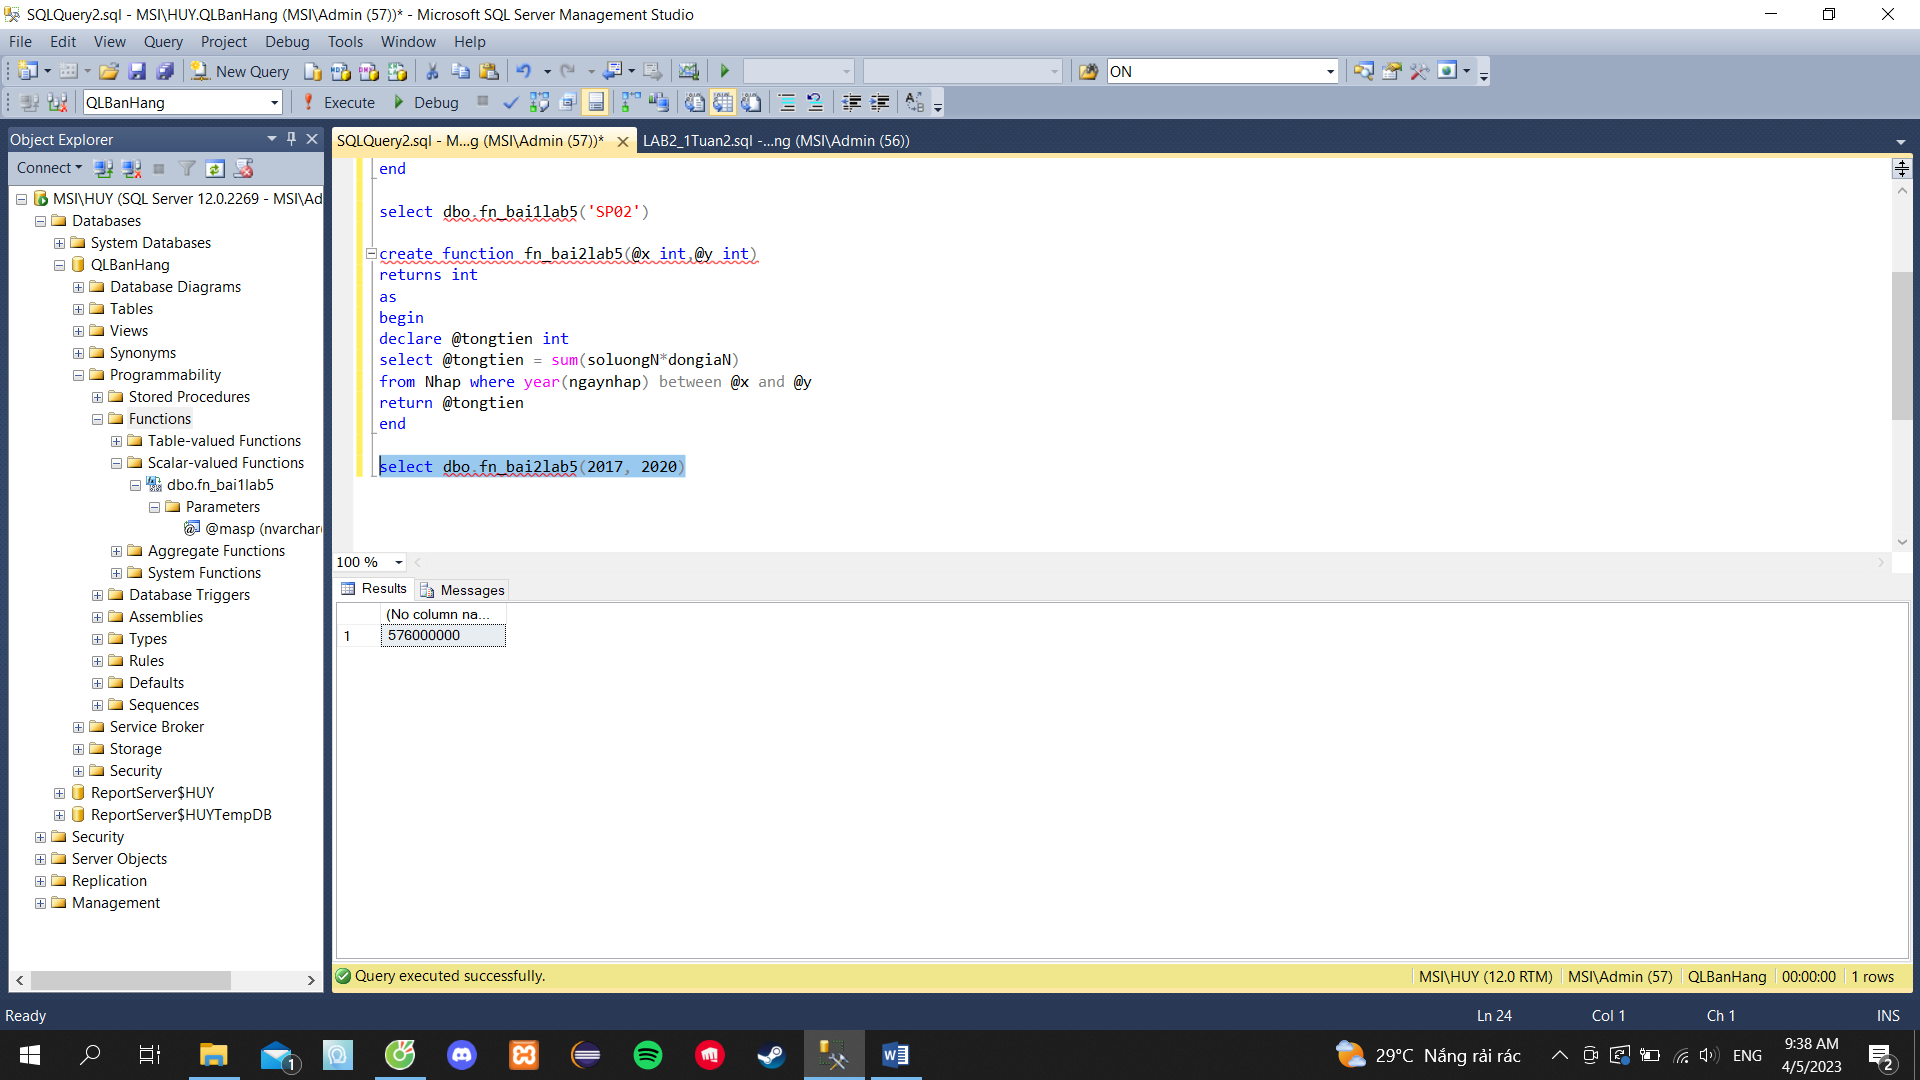 SQLQuery2.sql - MSI\HUY.QLBanHang (MSI\Admin (57))* - Microsoft SQL Server Management Studio
File Edit View Query Project Debug Tools Window Help
New Query ON
QLBanHang Execute Debug
Object Explorer
Connect
MSI\HUY (SQL Server 12.0.2269 - MSI\Ad
Databases
System Databases
QLBanHang
Database Diagrams
Tables
Views
Synonyms
Programmability
Stored Procedures
Functions
Table-valued Functions
Scalar-valued Functions
dbo.fn_bai1lab5
Parameters
@masp (nvarchar
Aggregate Functions
System Functions
Database Triggers
Assemblies
Types
Rules
Defaults
Sequences
Service Broker
Storage
Security
ReportServer$HUY
ReportServer$HUYTempDB
Security
Server Objects
Replication
Management
SQLQuery2.sql - M...g (MSI\Admin (57))* LAB2_1Tuan2.sql -...ng (MSI\Admin (56))
end
select dbo.fn_bai1lab5('SP02')
create function fn_bai2lab5(@x int,@y int)
returns int
as
begin
declare @tongtien int
select @tongtien = sum(soluongN*dongiaN)
from Nhap where year(ngaynhap) between @x and @y
return @tongtien
end
select dbo.fn_bai2lab5(2017, 2020)
100 %
Results Messages
(No column na...
1 576000000
Query executed successfully. MSI\HUY (12.0 RTM) MSI\Admin (57) QLBanHang 00:00:00 1 rows
Ready Ln 24 Col 1 Ch 1 INS
1 29°C Nắng rải rác ENG 9:38 AM
4/5/2023 2